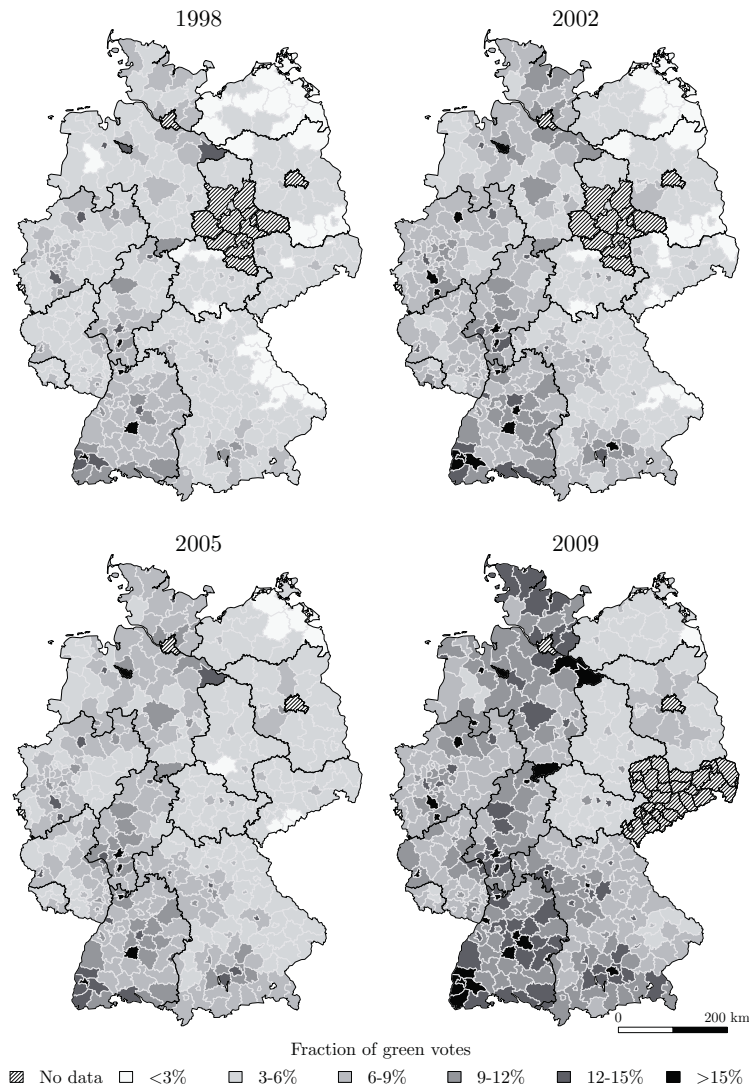 1998 2002
2005 2009
0 200 km
Fraction of green votes
No data <3% 3-6% 6-9% 9-12% 12-15% >15%